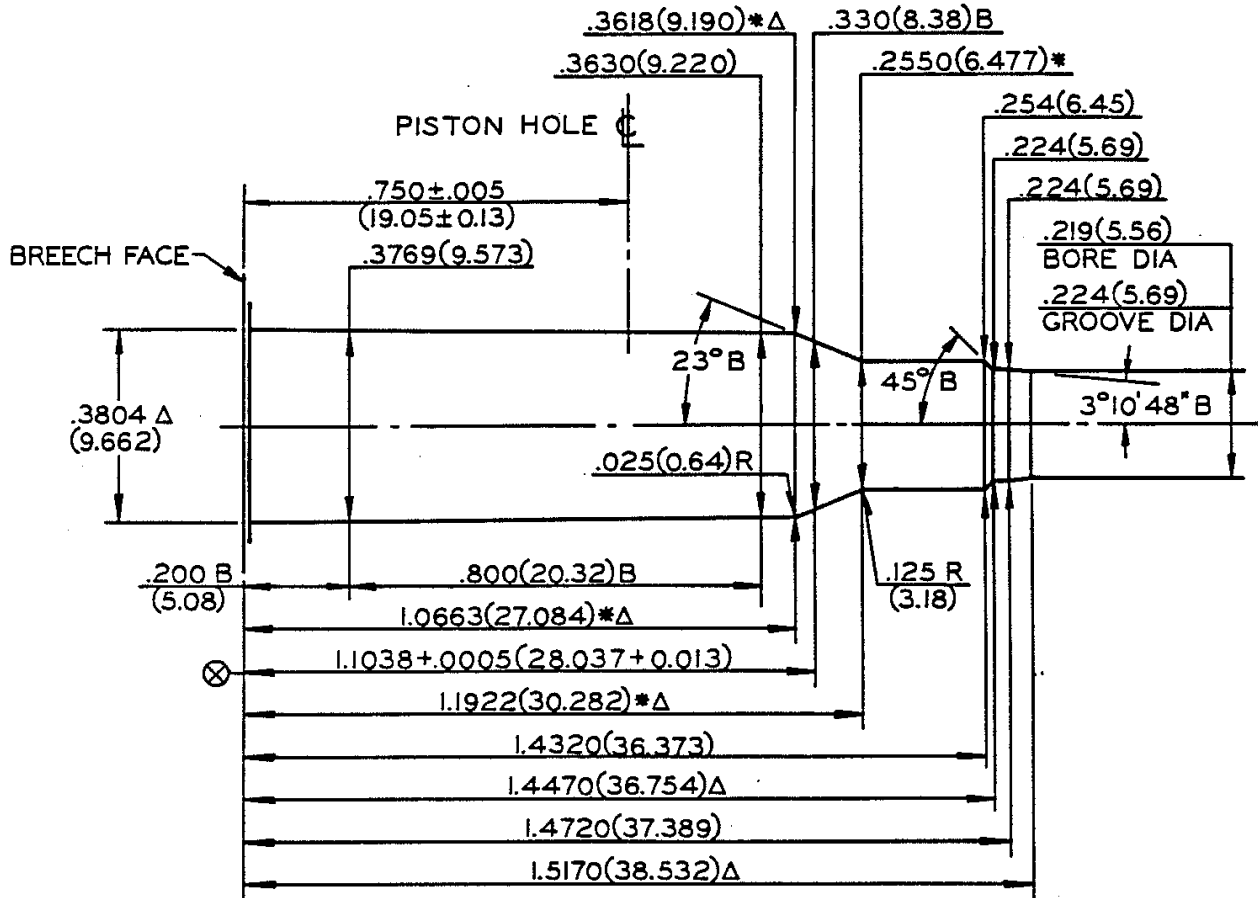 .3618(9.190)*Δ
.330(8.38)B
.3630(9.220)
.2550(6.477)*
.254(6.45)
PISTON HOLE ℄
.224(5.69)
.750±.005
(19.05±0.13)
.224(5.69)
BREECH FACE
.3769(9.573)
.219(5.56)
BORE DIA
.224(5.69)
GROOVE DIA
23°B
45°B
.3804 Δ
(9.662)
3°10'48"B
.025(0.64)R
.200 B
(5.08)
.800(20.32)B
.125 R
(3.18)
1.0663(27.084)*Δ
1.1038+.0005(28.037+0.013)
1.1922(30.282)*Δ
1.4320(36.373)
1.4470(36.754)Δ
1.4720(37.389)
1.5170(38.532)Δ